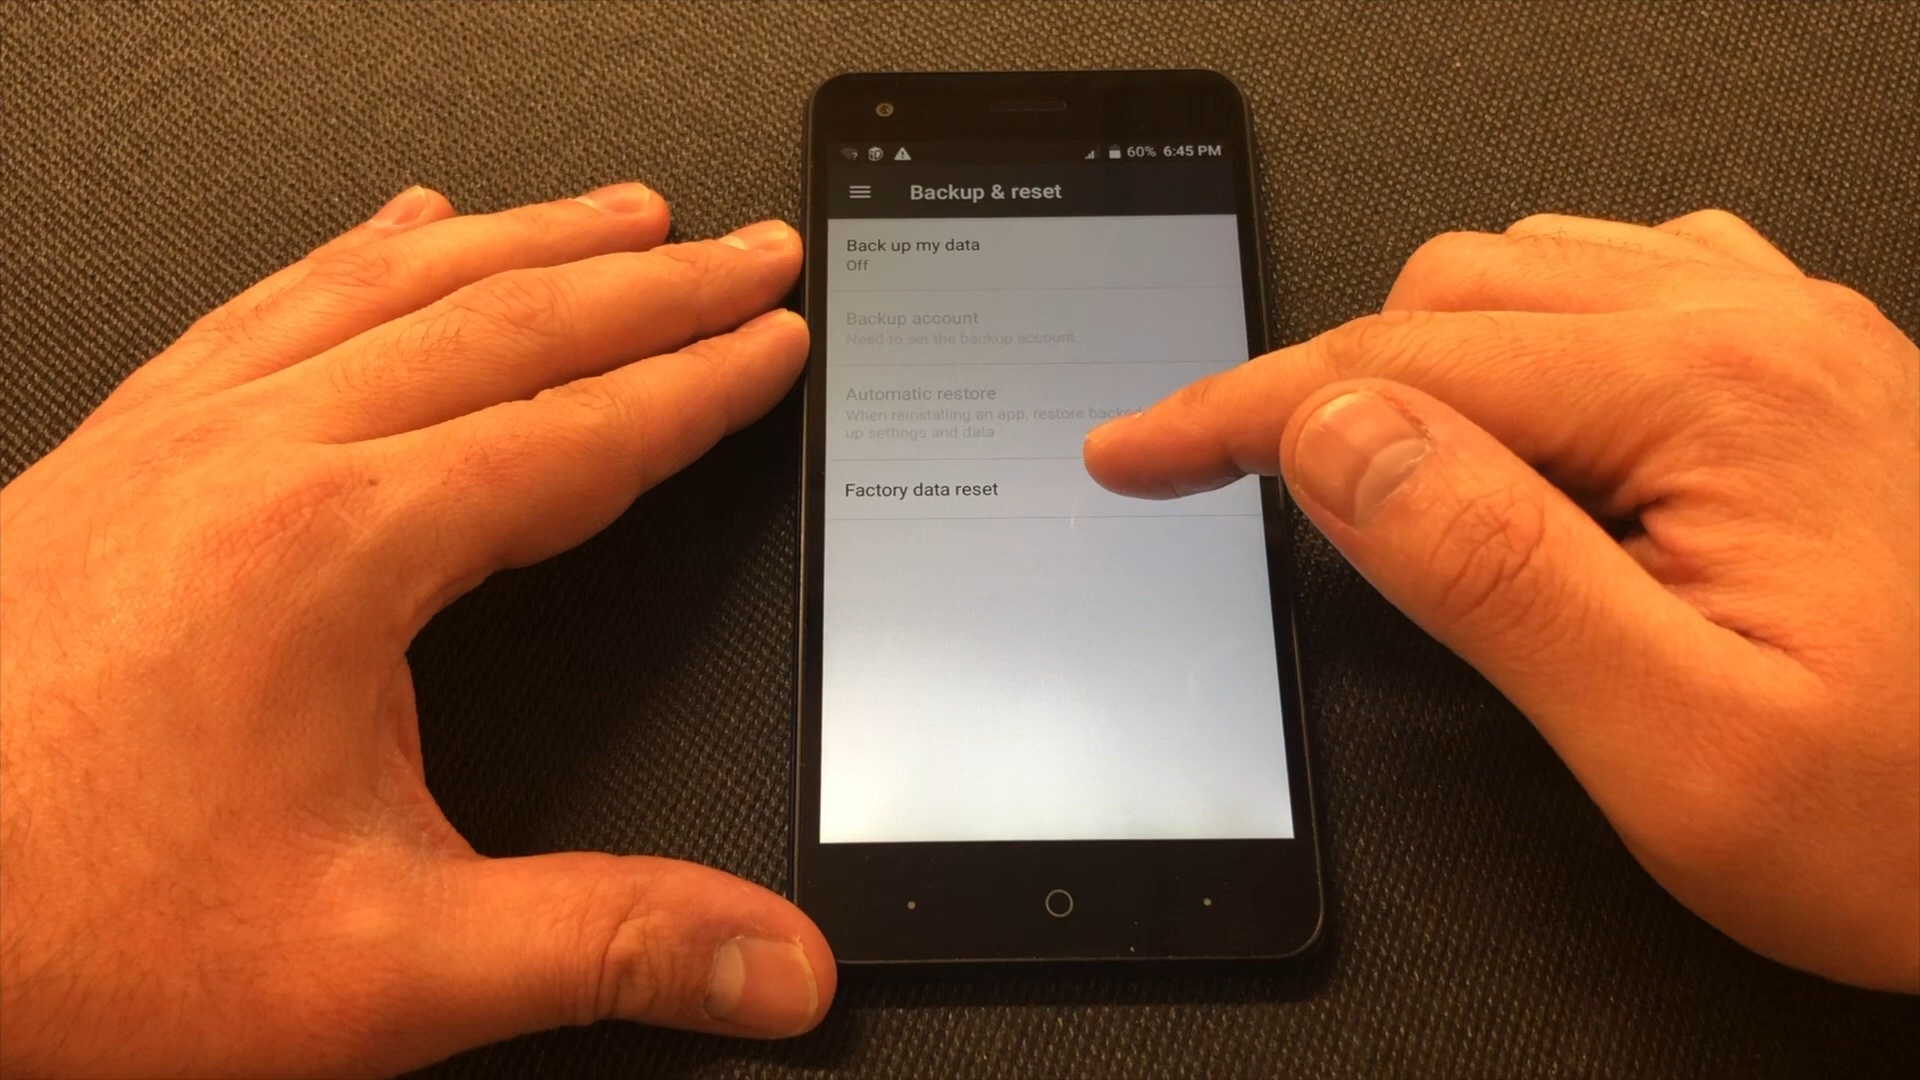 60% 6:45 PM
Backup & reset
Back up my data
Off
Backup account
Need to set the backup account
Automatic restore
When reinstalling an app, restore backed
up settings and data
Factory data reset